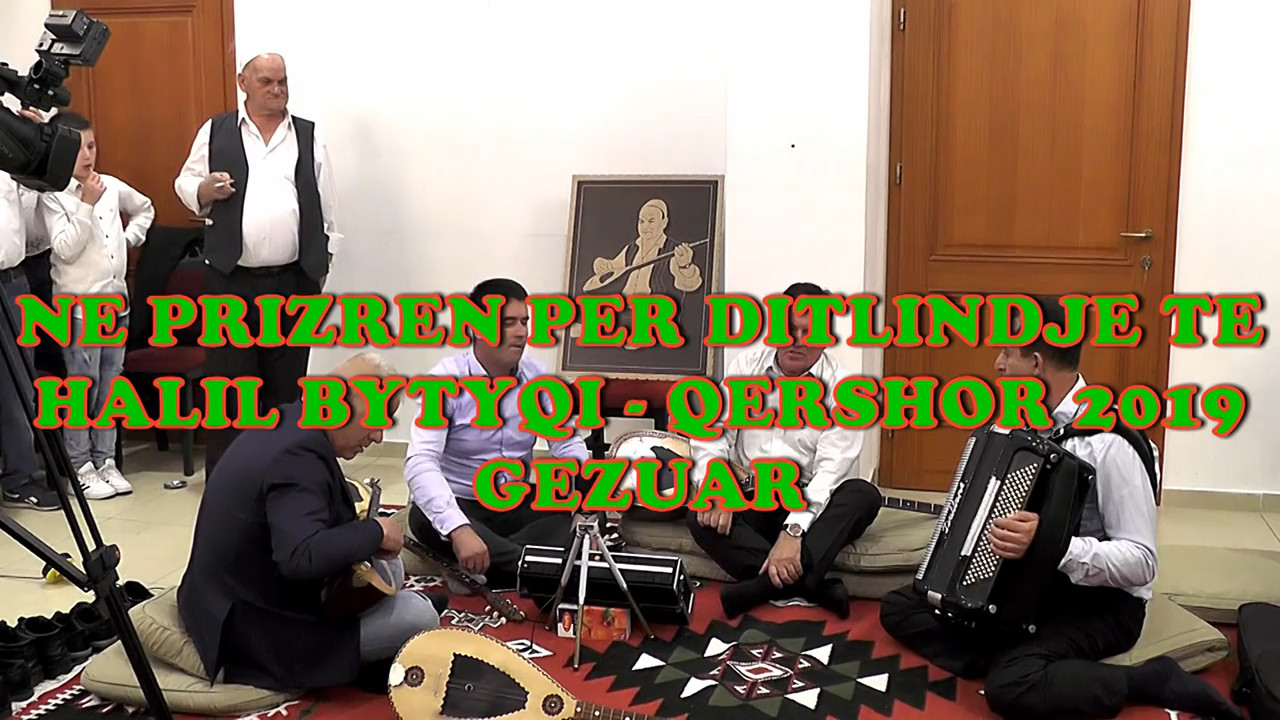 NE PRIZREN PER DITLINDJE TE
HALIL BYTYQI - QERSHOR 2019
GEZUAR